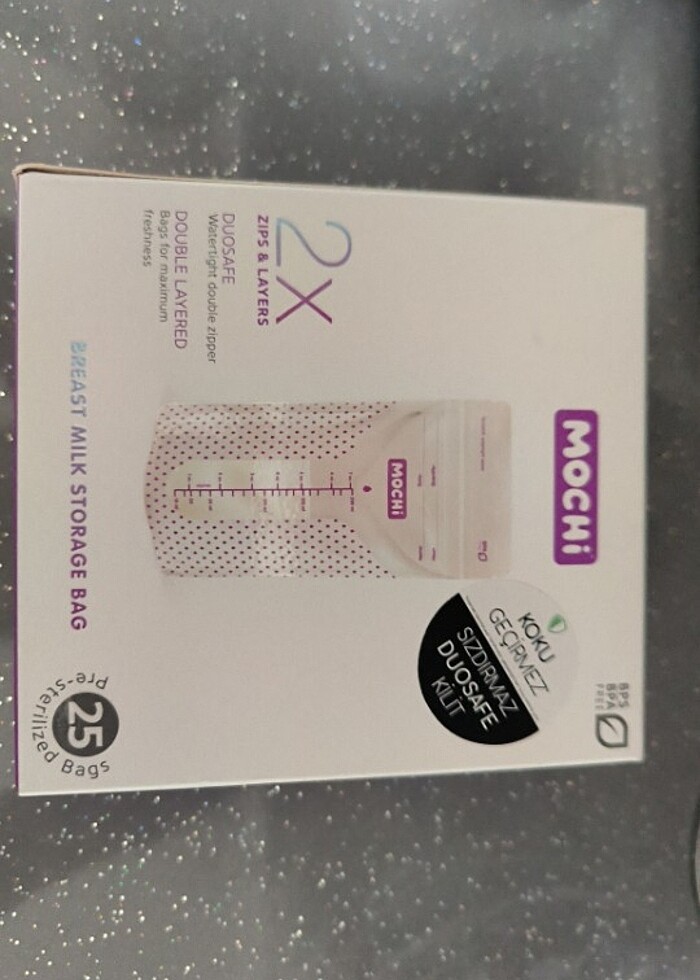 MOCHi
BPS
BPA
FREE
KOKU
GEÇİRMEZ
SIZDIRMAZ
DUOSAFE
KİLİT
MOCHi
2X
ZIPS & LAYERS
DUOSAFE
Watertight double zipper
DOUBLE LAYERED
Bags for maximum
freshness
BREAST MILK STORAGE BAG
25
pre-sterilized Bags